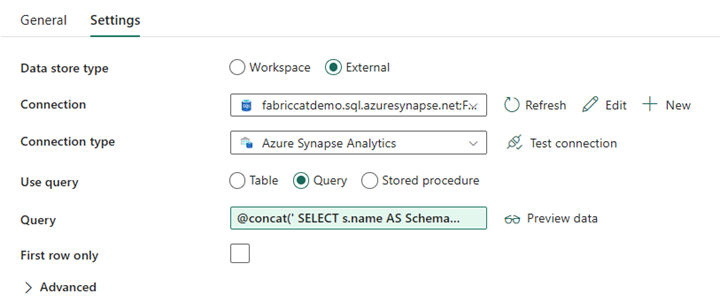 General Settings
Data store type Workspace External
Connection fabriccatdemo.sql.azuresynapse.net:F... Refresh Edit New
Connection type Azure Synapse Analytics Test connection
Use query Table Query Stored procedure
Query @concat(' SELECT s.name AS Schema... Preview data
First row only
Advanced